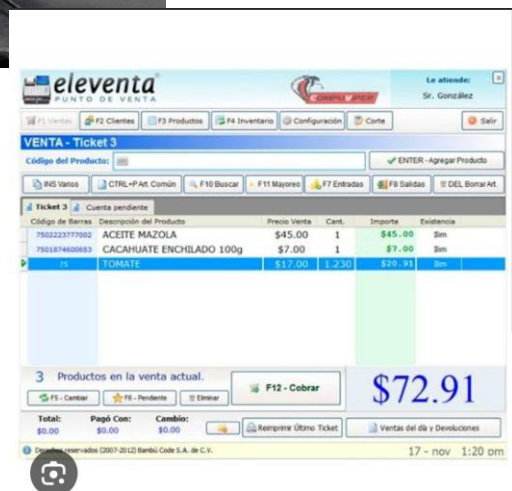 eleventa
PUNTO DE VENTA
Le atiende:
Sr. González
F1 Ventas F2 Clientes F3 Productos F4 Inventario Configuración Corte Salir
VENTA - Ticket 3
Código del Producto:
ENTER - Agregar Producto
INS Varios CTRL+P Art. Común F10 Buscar F11 Mayoreo F7 Entradas F8 Salidas DEL Borrar Art.
Ticket 3 Cuenta pendiente
Código de Barras Descripción del Producto Precio Venta Cant. Importe Existencia
7502223777002 ACEITE MAZOLA $45.00 1 $45.00
7501874600653 CACAHUATE ENCHILADO 100g $7.00 1 $7.00
75 TOMATE $17.00 1.230 $20.91
3 Productos en la venta actual.
F5 - Cambiar F6 - Pendiente Eliminar
F12 - Cobrar
$72.91
Total: Pagó Con: Cambio:
$0.00 $0.00 $0.00
Reimprimir Último Ticket
Ventas del día y Devoluciones
Derechos reservados (2007-2012) Bambú Code S.A. de C.V.
17 - nov 1:20 pm